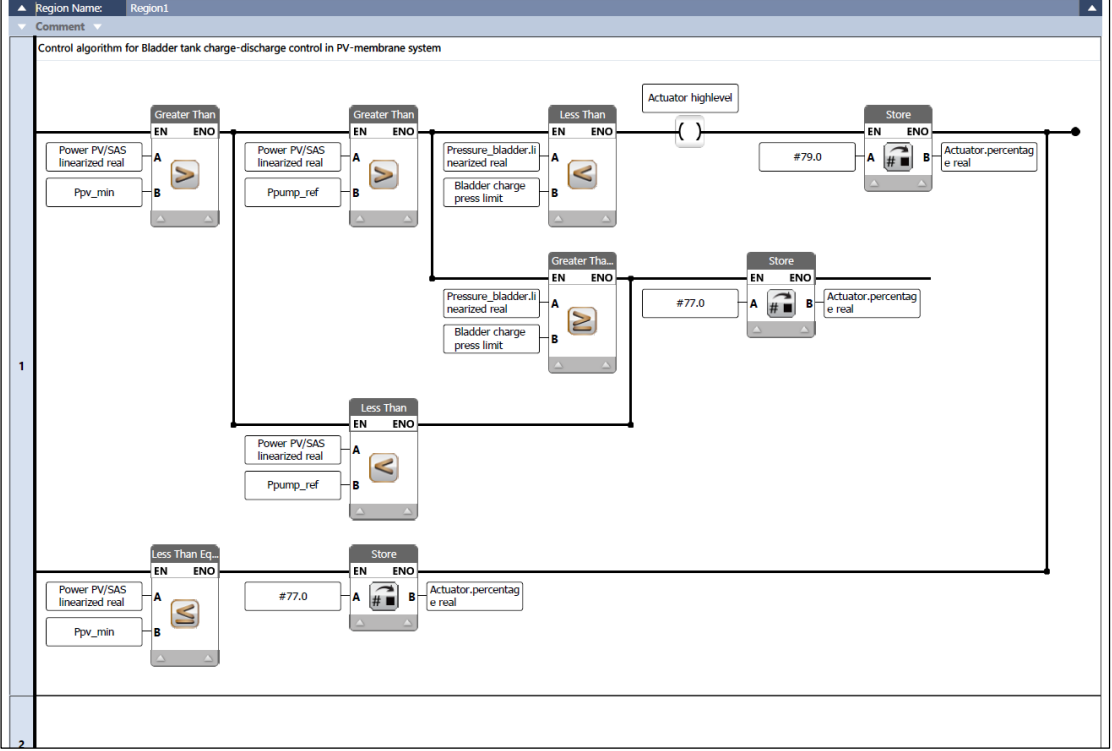 Region Name: Region1
Comment
Control algorithm for Bladder tank charge-discharge control in PV-membrane system
Actuator highlevel
Greater Than
EN ENO
Power PV/SAS
linearized real
A
Ppv_min
B
Greater Than
EN ENO
Power PV/SAS
linearized real
A
>
Ppump_ref
B
Less Than
EN ENO
Pressure_bladder.li
nearized real
A
<
Bladder charge
press limit
B
( )
Store
EN ENO
#79.0
A
#
B
Actuator.percentag
e real
Greater Tha...
EN ENO
Pressure_bladder.li
nearized real
A
≥
Bladder charge
press limit
B
Store
EN ENO
#77.0
A
#
B
Actuator.percentag
e real
1
Less Than
EN ENO
Power PV/SAS
linearized real
A
<
Ppump_ref
B
Less Than Eq...
EN ENO
Power PV/SAS
linearized real
A
≤
Ppv_min
B
Store
EN ENO
#77.0
A
#
B
Actuator.percentag
e real
2